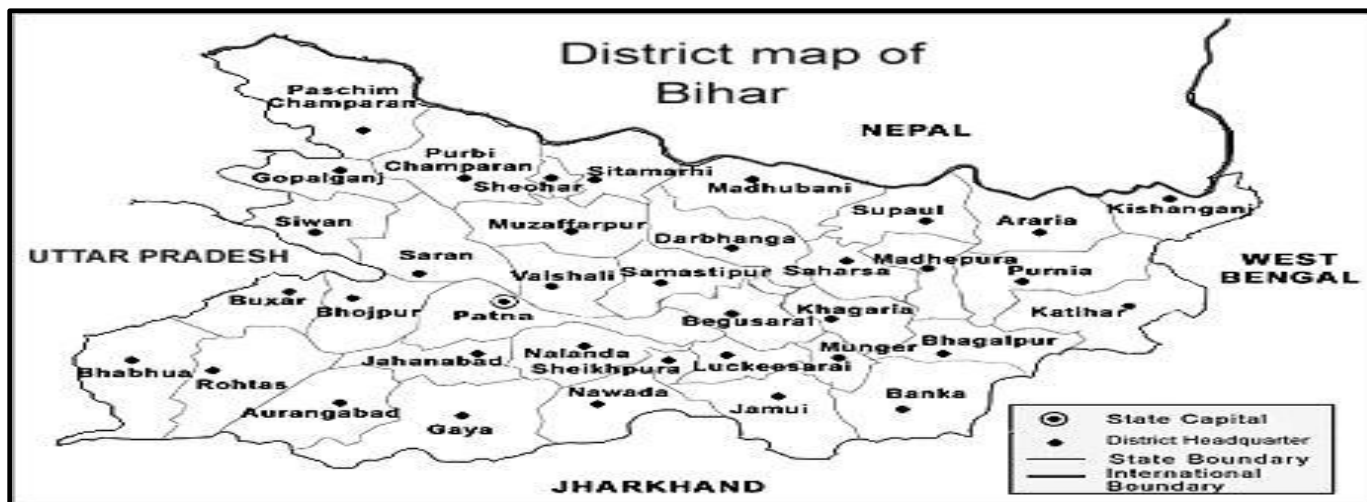 District map of
Bihar
Paschim
Champaran
NEPAL
Purbi
Champaran
Gopalganj
Sheohar
Sitamarhi
Madhubani
Kishanganj
Siwan
Muzaffarpur
Supaul
Araria
Darbhanga
UTTAR PRADESH
Saran
Vaishali
Samastipur
Saharsa
Madhepura
Purnia
WEST
BENGAL
Buxar
Bhojpur
Patna
Begusarai
Khagaria
Katihar
Bhabhua
Rohtas
Jahanabad
Nalanda
Sheikhpura
Luckeesarai
Munger
Bhagalpur
Aurangabad
Gaya
Nawada
Jamui
Banka
State Capital
District Headquarter
State Boundary
International
Boundary
JHARKHAND